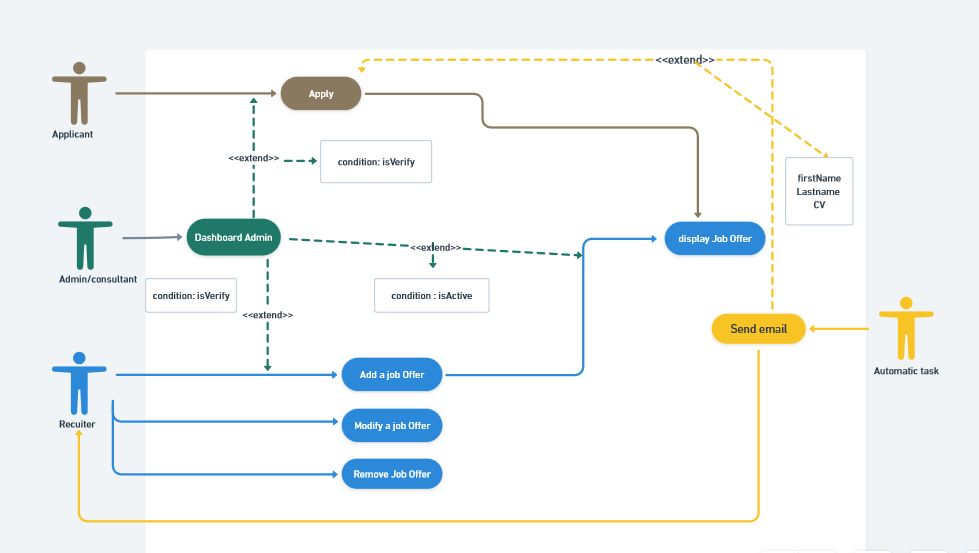 <<extend>>
Apply
Applicant
<<extend>>
condition: isVerify
firstName
Lastname
CV
Dashboard Admin
display Job Offer
<<extend>>
Admin/consultant
condition: isVerify
condition : isActive
<<extend>>
Send email
Automatic task
Add a job Offer
Recuiter
Modify a job Offer
Remove Job Offer